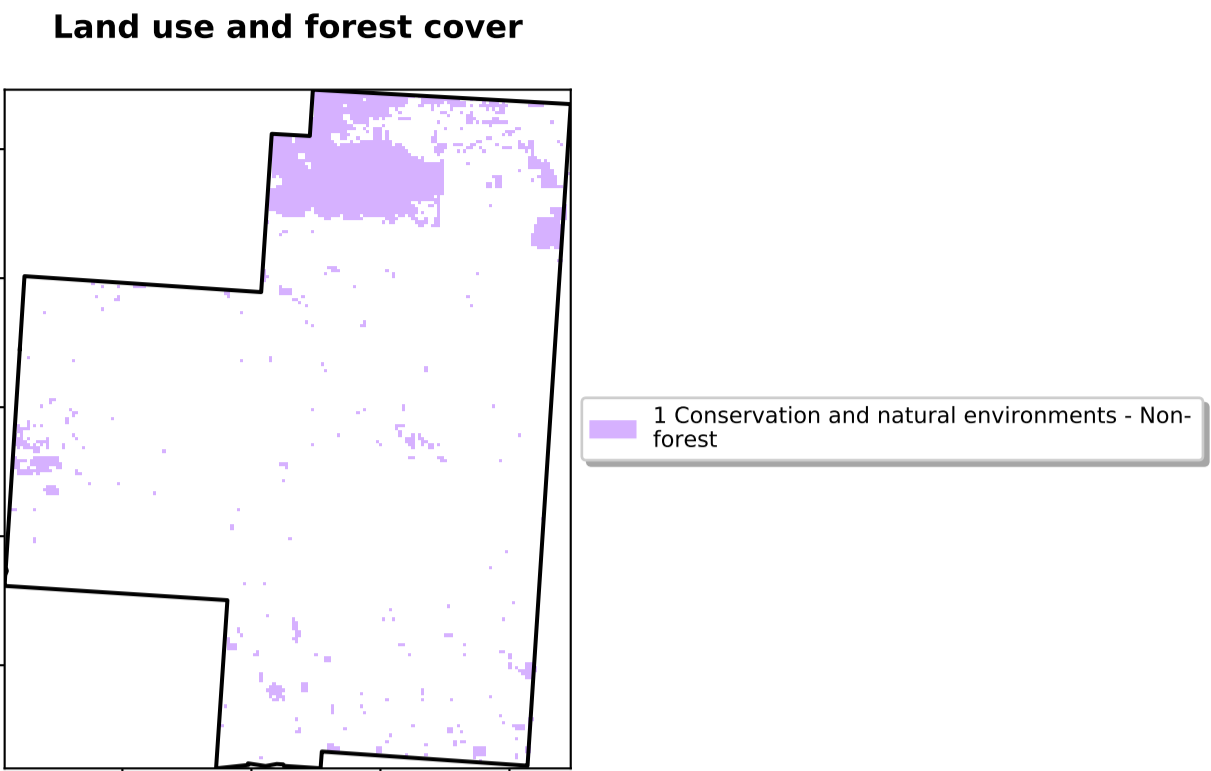 Land use and forest cover
1 Conservation and natural environments - Non-
forest